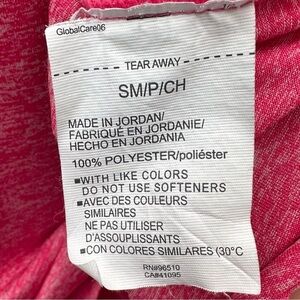 GlobalCare06
TEAR AWAY
SM/P/CH
MADE IN JORDAN/
FABRIQUÉ EN JORDANIE/
HECHO EN JORDANIA
100% POLYESTER/poliéster
■WITH LIKE COLORS
DO NOT USE SOFTENERS
■AVEC DES COULEURS
SIMILAIRES
NE PAS UTILISER
D'ASSOUPLISSANTS
■CON COLORES SIMILARES (30°C
RN#96510
CA#41095